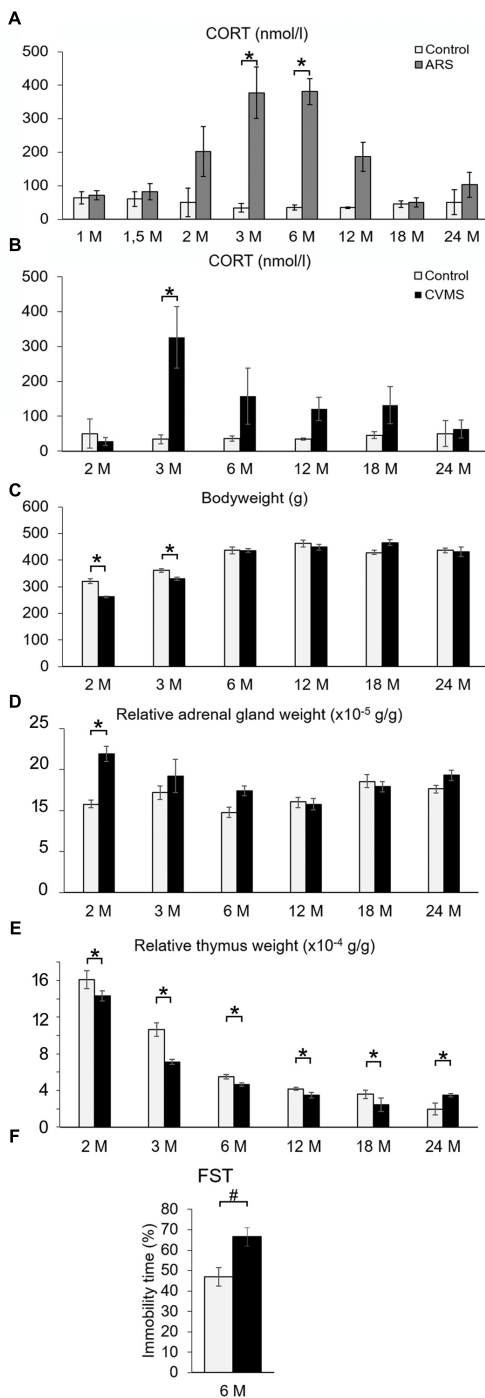 A
CORT (nmol/l)
Control
ARS
500
400
300
200
100
0
* *
1 M 1,5 M 2 M 3 M 6 M 12 M 18 M 24 M
B
CORT (nmol/l)
Control
CVMS
500
400
300
200
100
0
*
2 M 3 M 6 M 12 M 18 M 24 M
C
Bodyweight (g)
600
500
400
300
200
100
0
* *
2 M 3 M 6 M 12 M 18 M 24 M
D
Relative adrenal gland weight (x10-5 g/g)
25
20
15
5
0
*
2 M 3 M 6 M 12 M 18 M 24 M
E
Relative thymus weight (x10-4 g/g)
16
12
8
4
0
* * * * * *
2 M 3 M 6 M 12 M 18 M 24 M
F
FST
#
Immobility time (%)
80
70
60
50
40
30
20
10
0
6 M